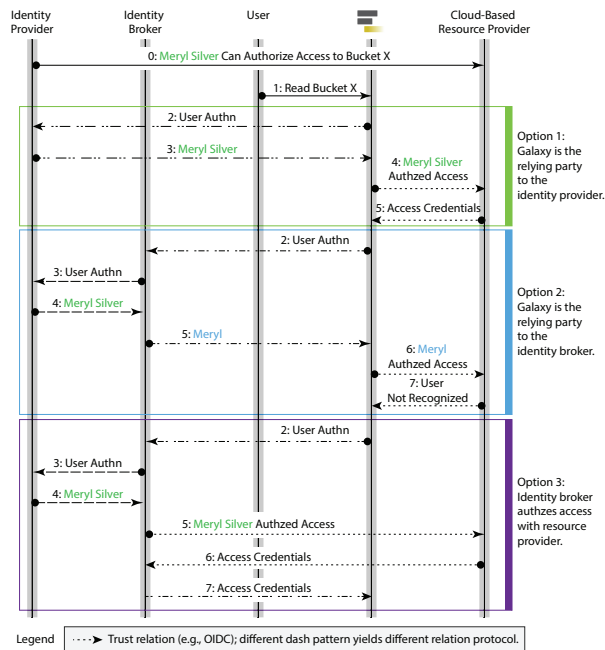 Identity Provider
Identity Broker
User
Cloud-Based Resource Provider
0: Meryl Silver Can Authorize Access to Bucket X
1: Read Bucket X
2: User Authn
3: Meryl Silver
4: Meryl Silver
Authzed Access
5: Access Credentials
Option 1:
Galaxy is the
relying party
to the
identity provider.
2: User Authn
3: User Authn
4: Meryl Silver
5: Meryl
6: Meryl
Authzed Access
7: User
Not Recognized
Option 2:
Galaxy is the
relying party
to the
identity broker.
2: User Authn
3: User Authn
4: Meryl Silver
5: Meryl Silver Authzed Access
6: Access Credentials
7: Access Credentials
Option 3:
Identity broker
authzes access
with resource
provider.
Legend
Trust relation (e.g., OIDC); different dash pattern yields different relation protocol.